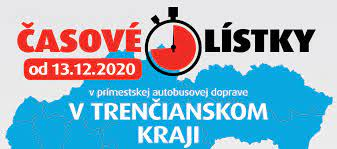 ČASOVÉ LÍSTKY
od 13.12.2020
v prímestskej autobusovej doprave
V TRENČIANSKOM
KRAJI